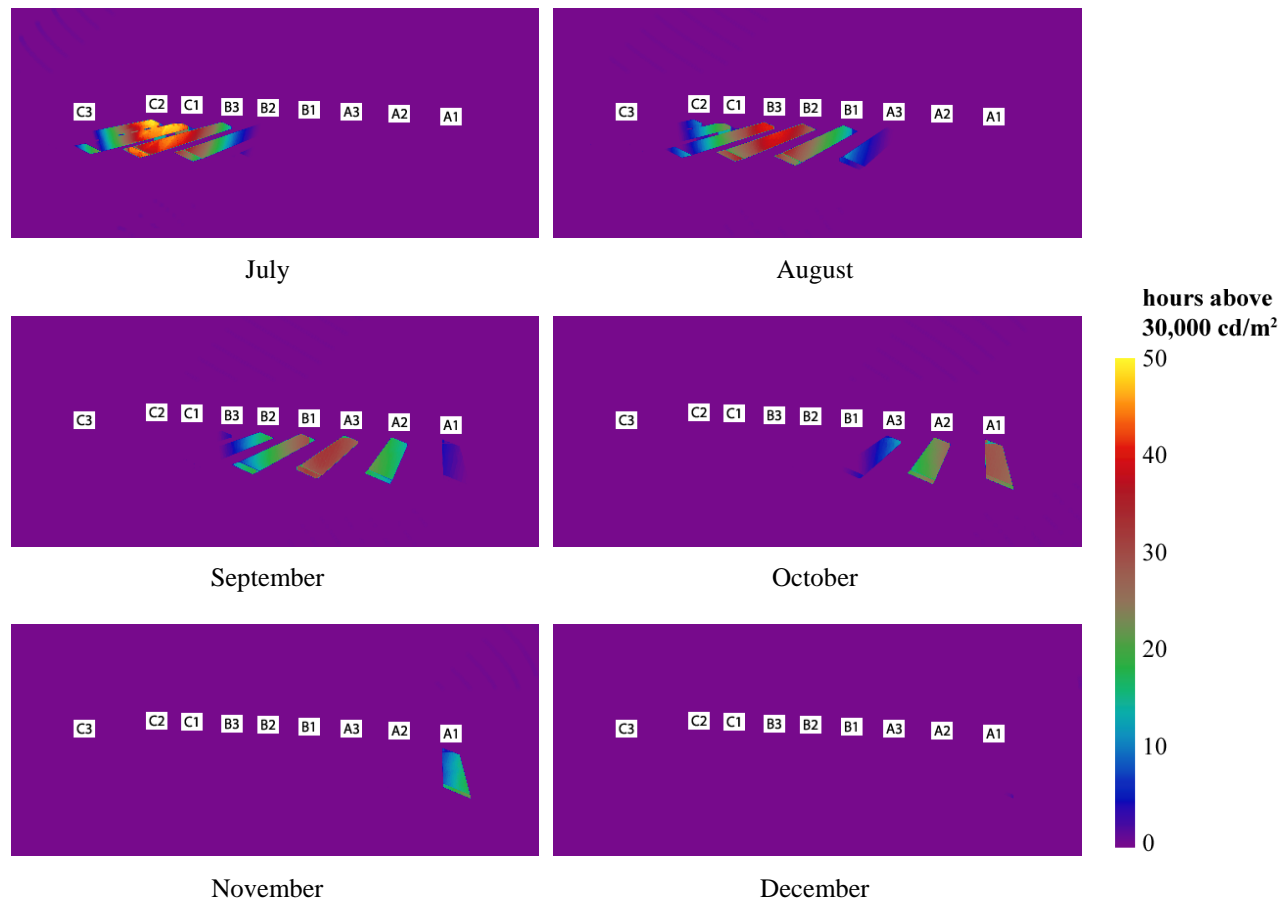 C3 C2 C1 B3 B2 B1 A3 A2 A1
C3 C2 C1 B3 B2 B1 A3 A2 A1
July
August
C3 C2 C1 B3 B2 B1 A3 A2 A1
C3 C2 C1 B3 B2 B1 A3 A2 A1
September
October
C3 C2 C1 B3 B2 B1 A3 A2 A1
C3 C2 C1 B3 B2 B1 A3 A2 A1
November
December
hours above
30,000 cd/m²
50
40
30
20
10
0